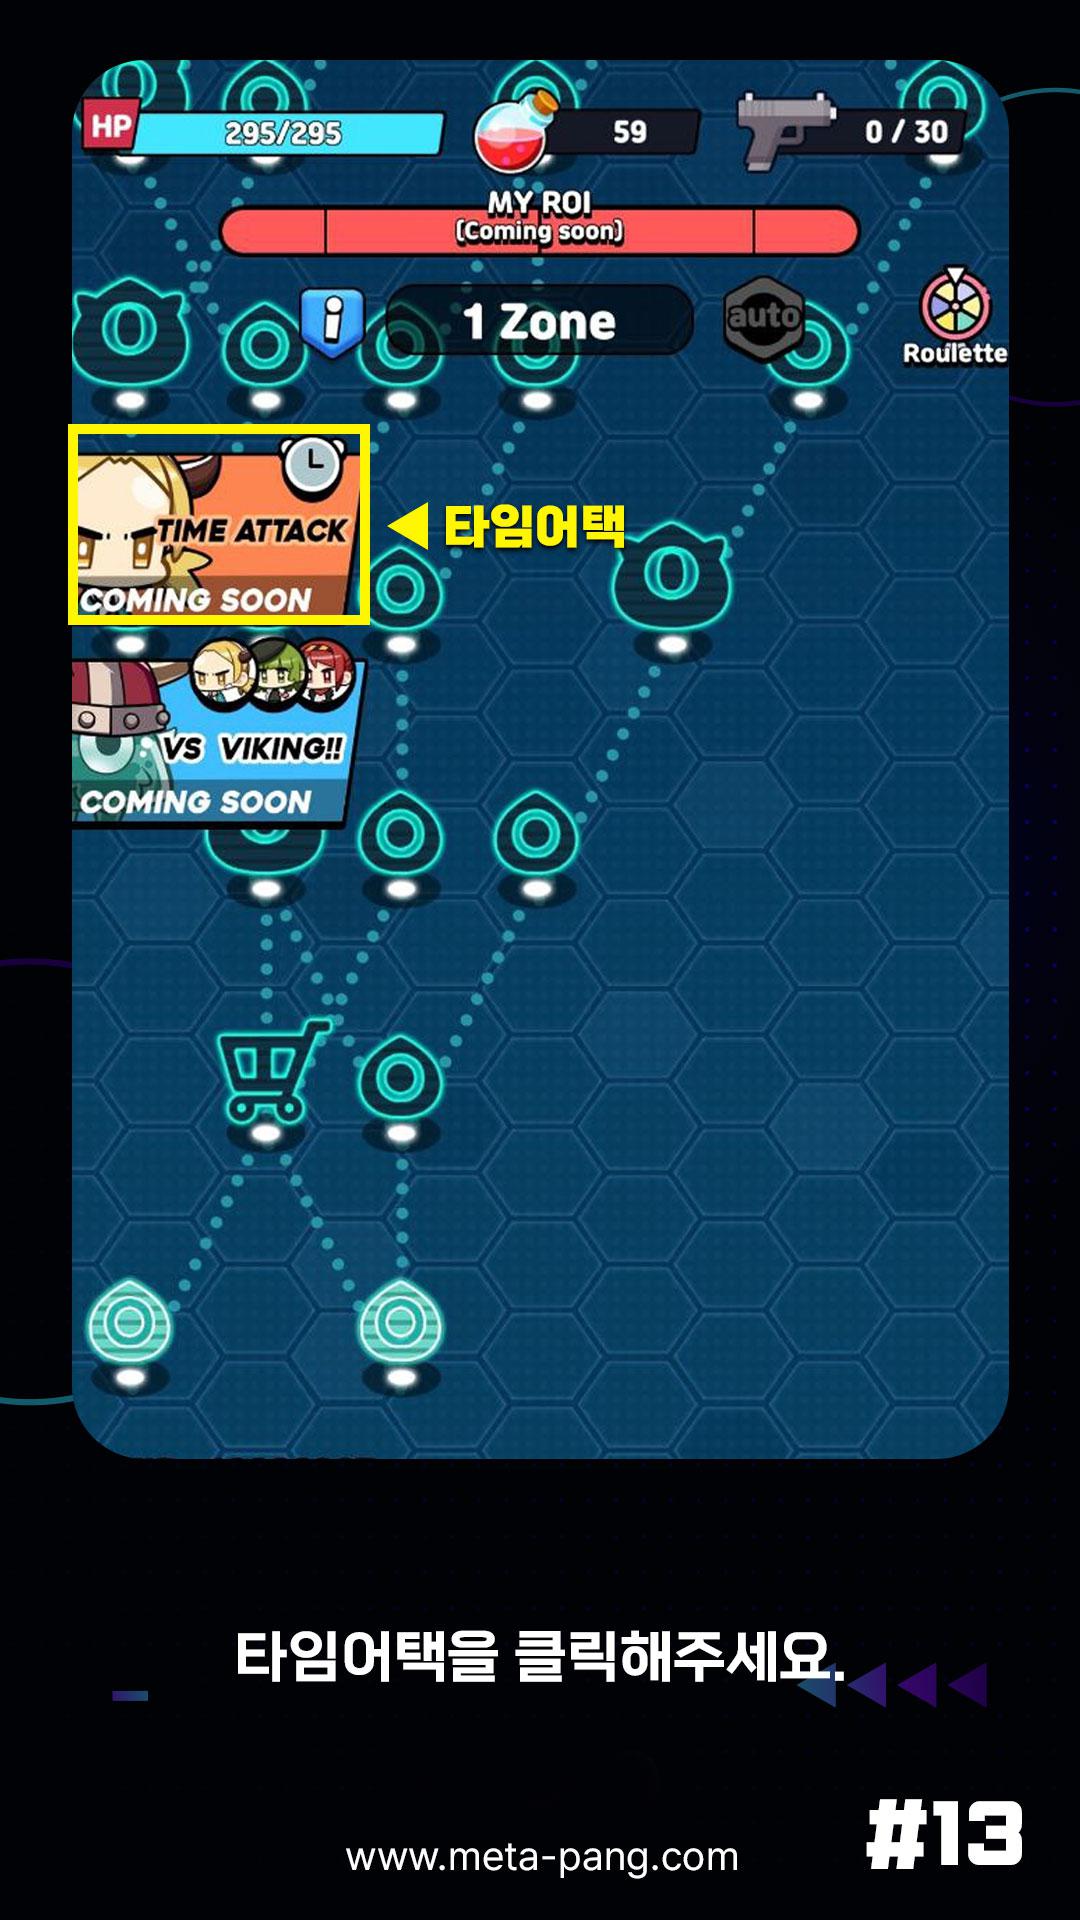 HP
295/295
59
0 / 30
MY ROI
(Coming soon)
i
1 Zone
auto
Roulette
TIME ATTACK
COMING SOON
타임어택
VS VIKING!!
COMING SOON
타임어택을 클릭해주세요.
#13
www.meta-pang.com